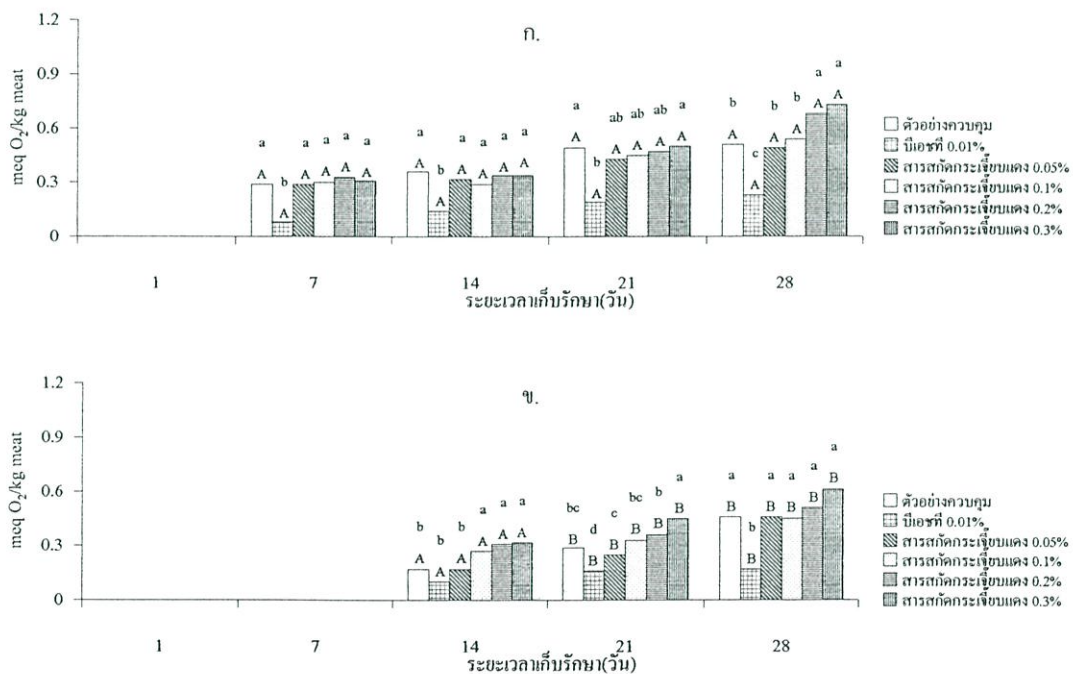 ก.
meq O₂/kg meat
1.2
0.9
0.6
0.3
0
a b a a a a
A A A A A A
a b a a a a
A A A A A A
a b ab ab ab a
A A A A A A
b c b b a a
A A A A A A
1 7 14 21 28
ระยะเวลาเก็บรักษา(วัน)
ตัวอย่างควบคุม
บีเอชที 0.01%
สารสกัดกระเจี๊ยบแดง 0.05%
สารสกัดกระเจี๊ยบแดง 0.1%
สารสกัดกระเจี๊ยบแดง 0.2%
สารสกัดกระเจี๊ยบแดง 0.3%
ข.
meq O₂/kg meat
1.2
0.9
0.6
0.3
0
b b b a a a
A A A A A A
bc d c bc b a
B B B B B B
a b a a a a
B B B B B B
1 7 14 21 28
ระยะเวลาเก็บรักษา(วัน)
ตัวอย่างควบคุม
บีเอชที 0.01%
สารสกัดกระเจี๊ยบแดง 0.05%
สารสกัดกระเจี๊ยบแดง 0.1%
สารสกัดกระเจี๊ยบแดง 0.2%
สารสกัดกระเจี๊ยบแดง 0.3%